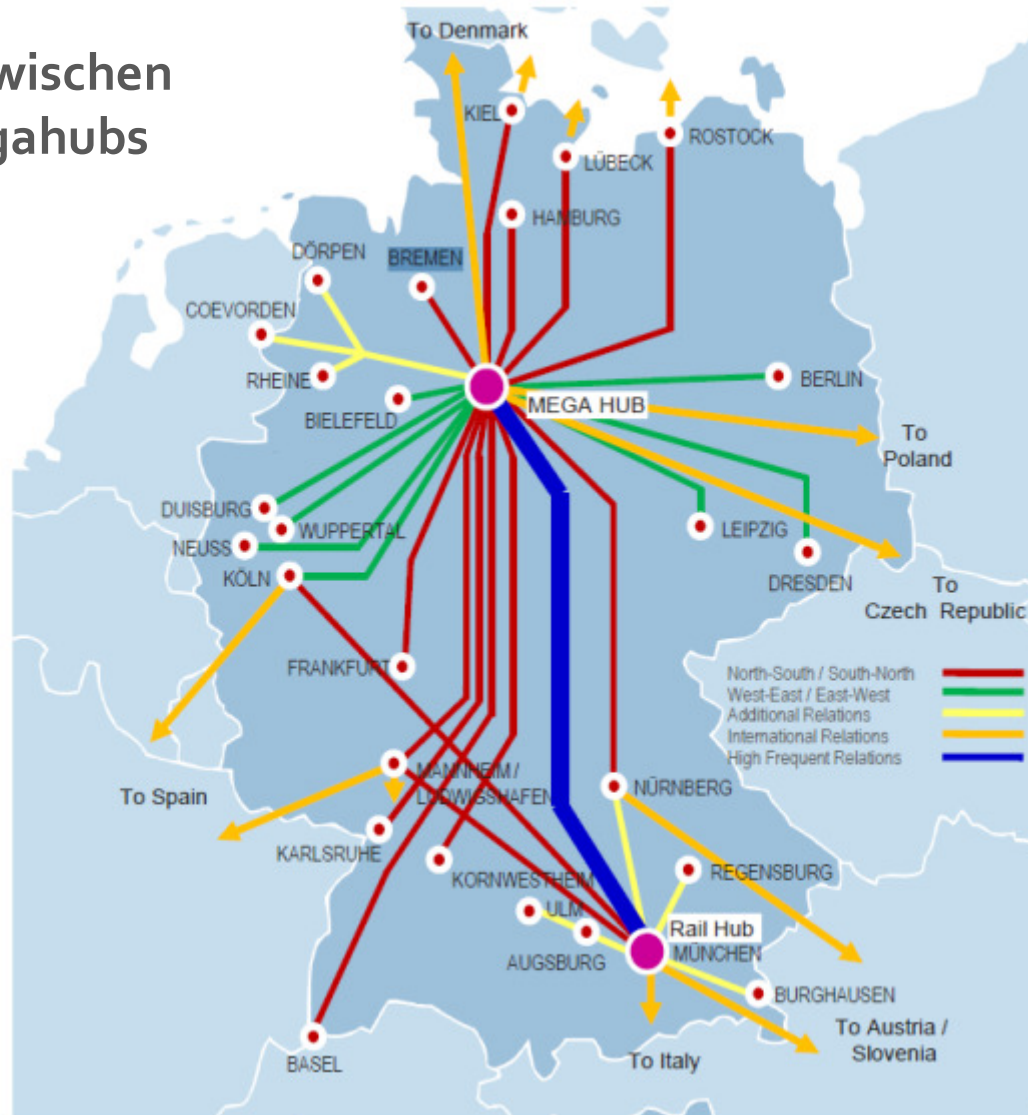 wischen
gahubs
To Denmark
KIEL
ROSTOCK
LÜBECK
HAMBURG
DÖRPEN
BREMEN
COEVORDEN
RHEINE
BERLIN
BIELEFELD
MEGA HUB
To
Poland
DUISBURG
WUPPERTAL
LEIPZIG
NEUSS
KÖLN
DRESDEN
To
Czech Republic
FRANKFURT
North-South / South-North
West-East / East-West
Additional Relations
International Relations
High Frequent Relations
MANNHEIM /
LUDWIGSHAFEN
NÜRNBERG
To Spain
KARLSRUHE
KORNWESTHEIM
REGENSBURG
ULM
Rail Hub
MÜNCHEN
AUGSBURG
BURGHAUSEN
To Austria /
Slovenia
BASEL
To Italy